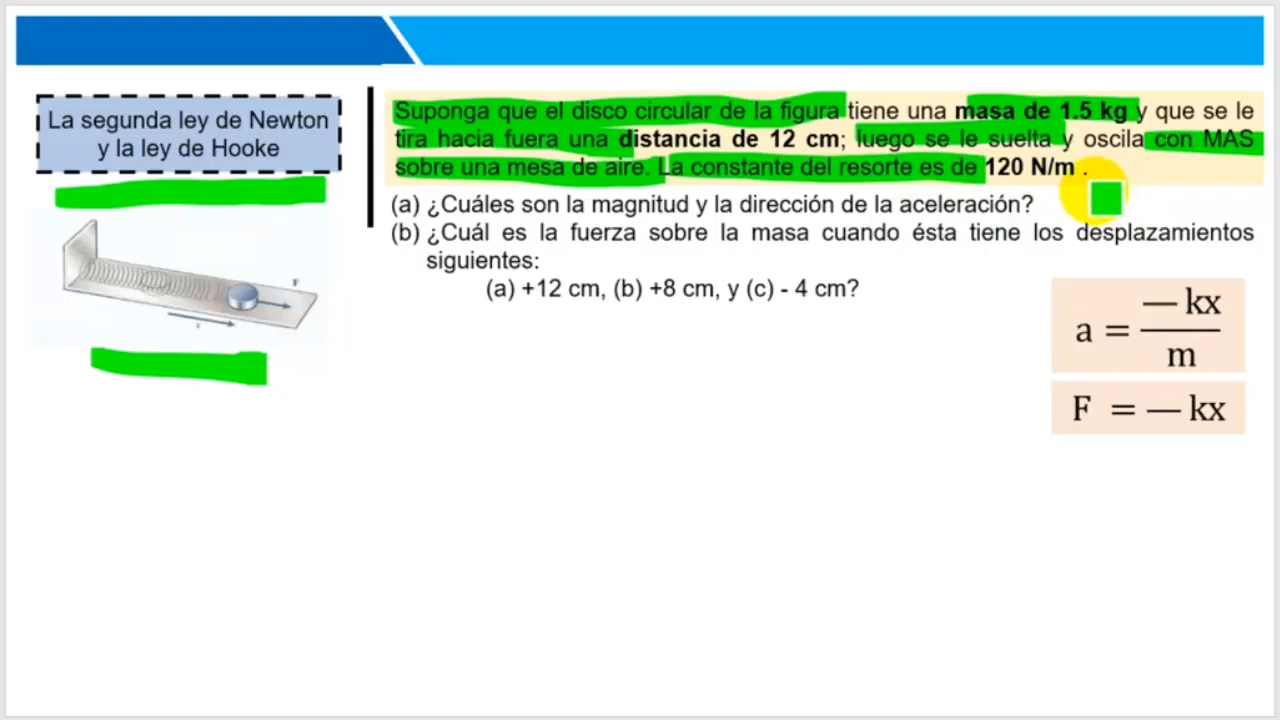 La segunda ley de Newton
y la ley de Hooke
Suponga que el disco circular de la figura tiene una masa de 1.5 kg y que se le
tira hacia fuera una distancia de 12 cm; luego se le suelta y oscila con MAS
sobre una mesa de aire. La constante del resorte es de 120 N/m .
(a) ¿Cuáles son la magnitud y la dirección de la aceleración?
(b) ¿Cuál es la fuerza sobre la masa cuando ésta tiene los desplazamientos
siguientes:
(a) +12 cm, (b) +8 cm, y (c) - 4 cm?
F
a = — kx
m
F = — kx